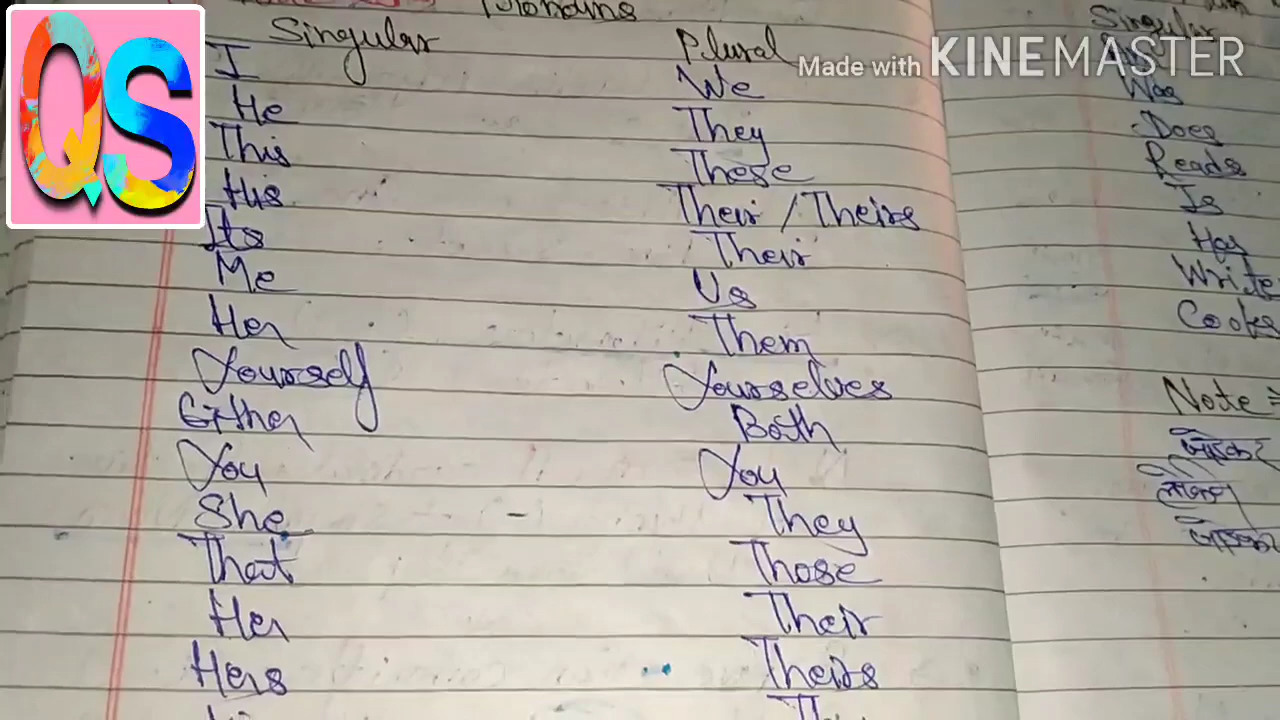 QS
Made with KINEMASTER
Pronouns
Singular Plural
I We
He They
This These
His Their / Theirs
Its Their
Me Us
Her Them
Yourself Yourselves
Either Both
You You
She They
That Those
Her Their
Hers Theirs
Singular
Was
Does
Reads
Is
Has
Write
Cooks
Note